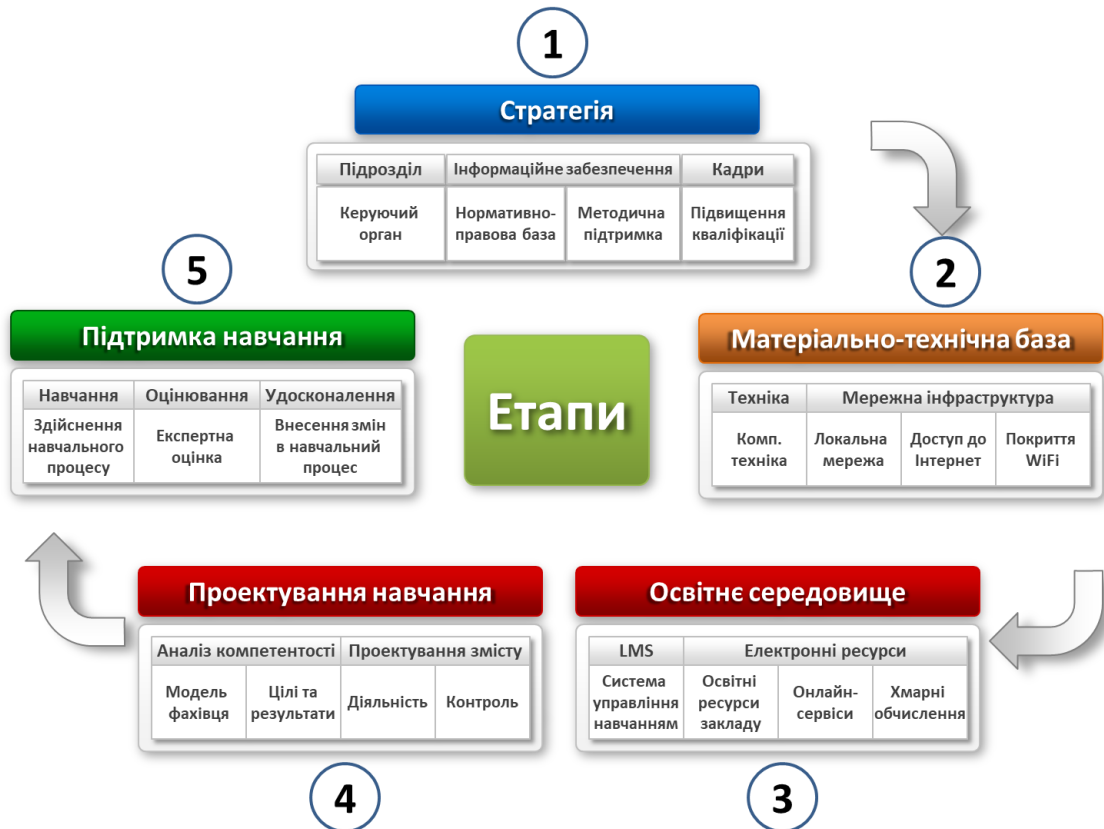 1
Стратегія
Підрозділ Інформаційне забезпечення Кадри
Керуючий орган
Нормативно-правова база
Методична підтримка
Підвищення кваліфікації
2
Матеріально-технічна база
Техніка Мережна інфраструктура
Комп. техніка
Локальна мережа
Доступ до Інтернет
Покриття WiFi
5
Підтримка навчання
Навчання Оцінювання Удосконалення
Здійснення навчального процесу
Експертна оцінка
Внесення змін в навчальний процес
Етапи
Проектування навчання
Аналіз компетентості Проектування змісту
Модель фахівця
Цілі та результати
Діяльність
Контроль
4
Освітнє середовище
LMS Електронні ресурси
Система управління навчанням
Освітні ресурси закладу
Онлайн-сервіси
Хмарні обчислення
3